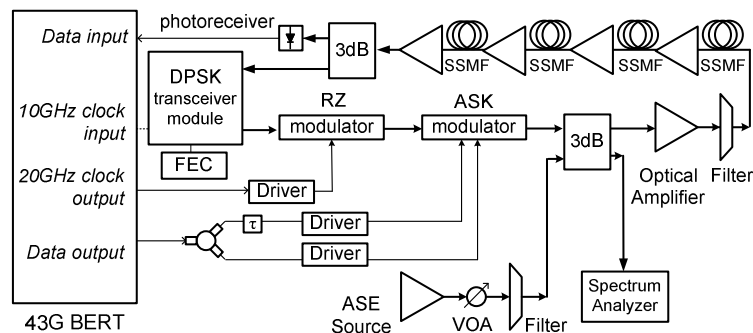 photoreceiver
Data input
3dB
SSMF
SSMF
SSMF
SSMF
DPSK
transceiver
module
10GHz clock
input
RZ
modulator
ASK
modulator
3dB
FEC
20GHz clock
output
Driver
Optical
Amplifier
Filter
τ
Driver
Data output
Driver
ASE
Source
VOA
Filter
Spectrum
Analyzer
43G BERT